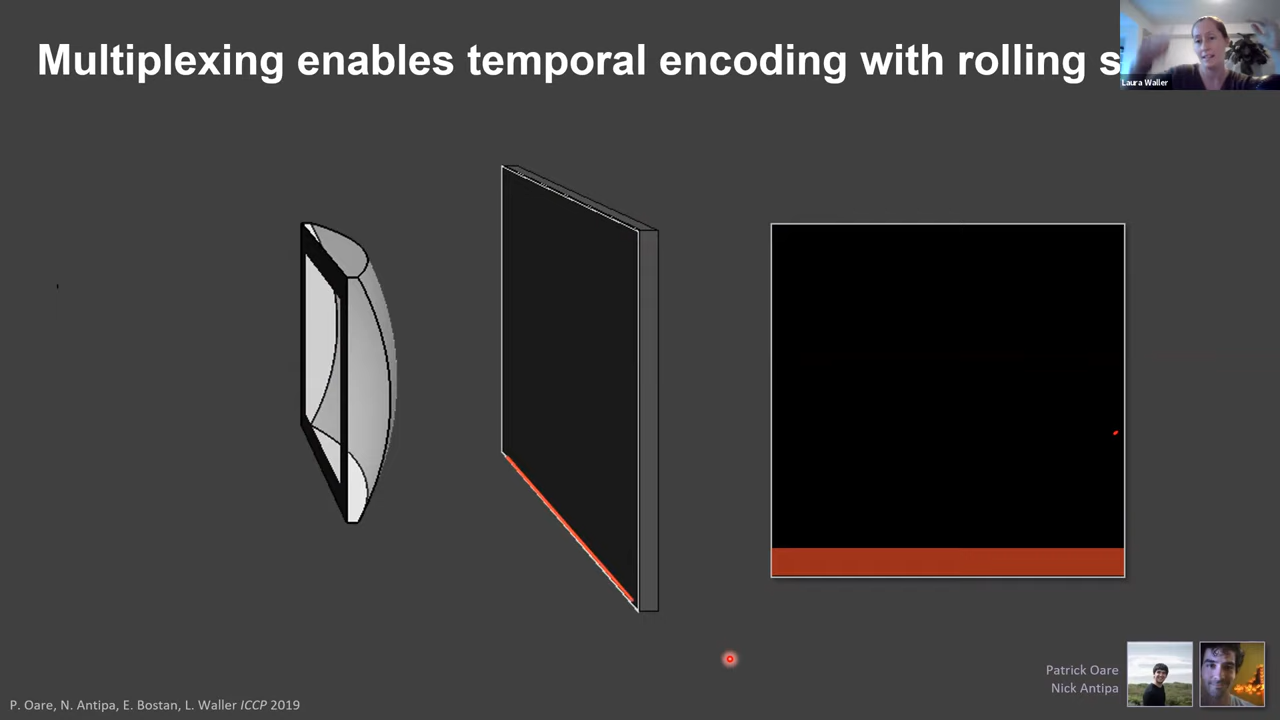 Multiplexing enables temporal encoding with rolling s
Laura Waller
Patrick Oare
Nick Antipa
P. Oare, N. Antipa, E. Bostan, L. Waller ICCP 2019